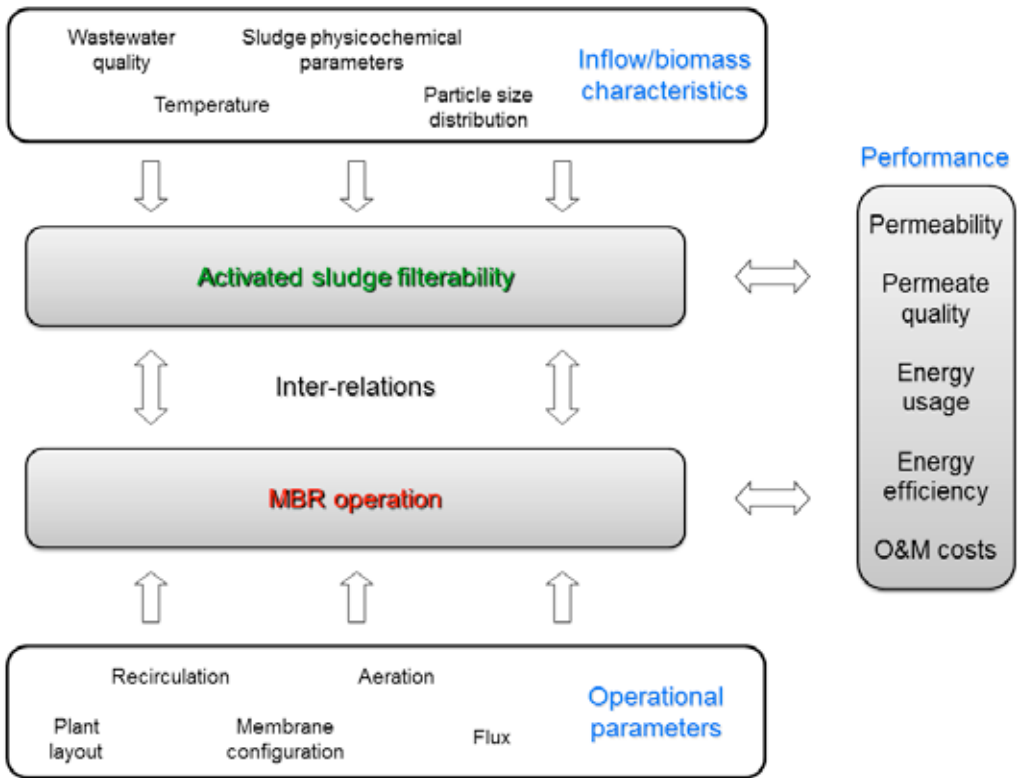 Wastewater
quality
Sludge physicochemical
parameters
Temperature
Particle size
distribution
Inflow/biomass
characteristics
Activated sludge filterability
Inter-relations
MBR operation
Recirculation
Aeration
Plant
layout
Membrane
configuration
Flux
Operational
parameters
Performance
Permeability
Permeate
quality
Energy
usage
Energy
efficiency
O&M costs